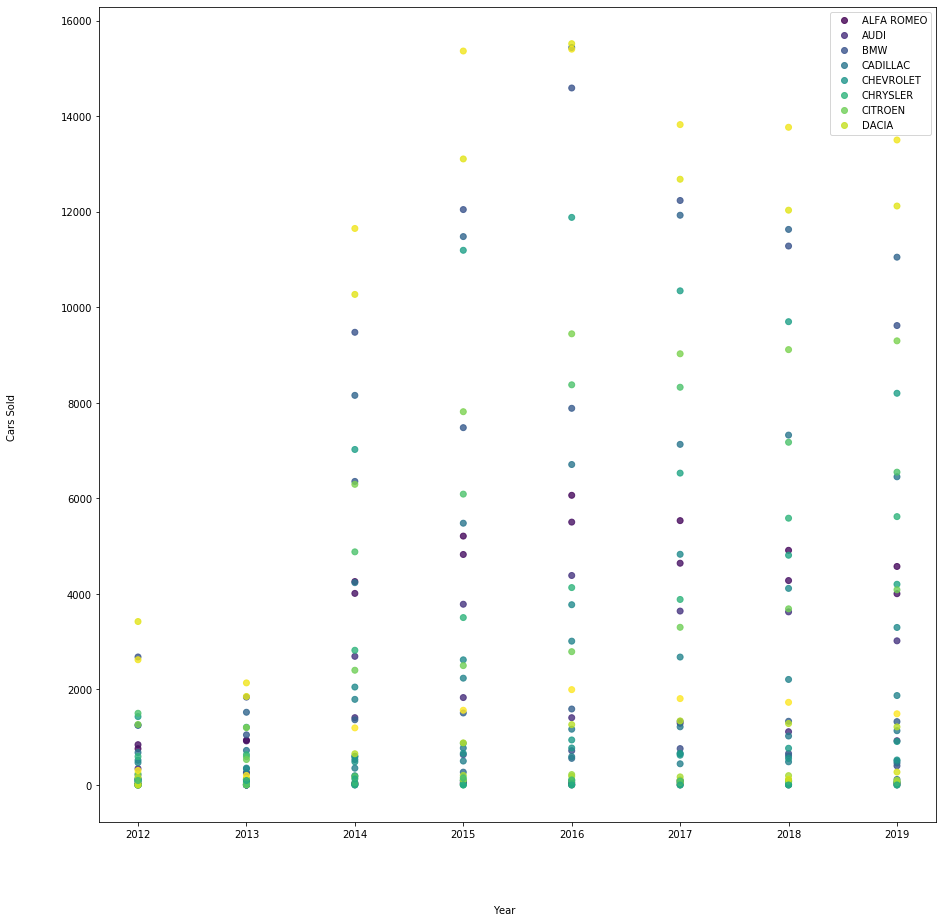 16000
14000
12000
10000
8000
6000
4000
2000
0
Cars Sold
2012 2013 2014 2015 2016 2017 2018 2019
Year
ALFA ROMEO
AUDI
BMW
CADILLAC
CHEVROLET
CHRYSLER
CITROEN
DACIA